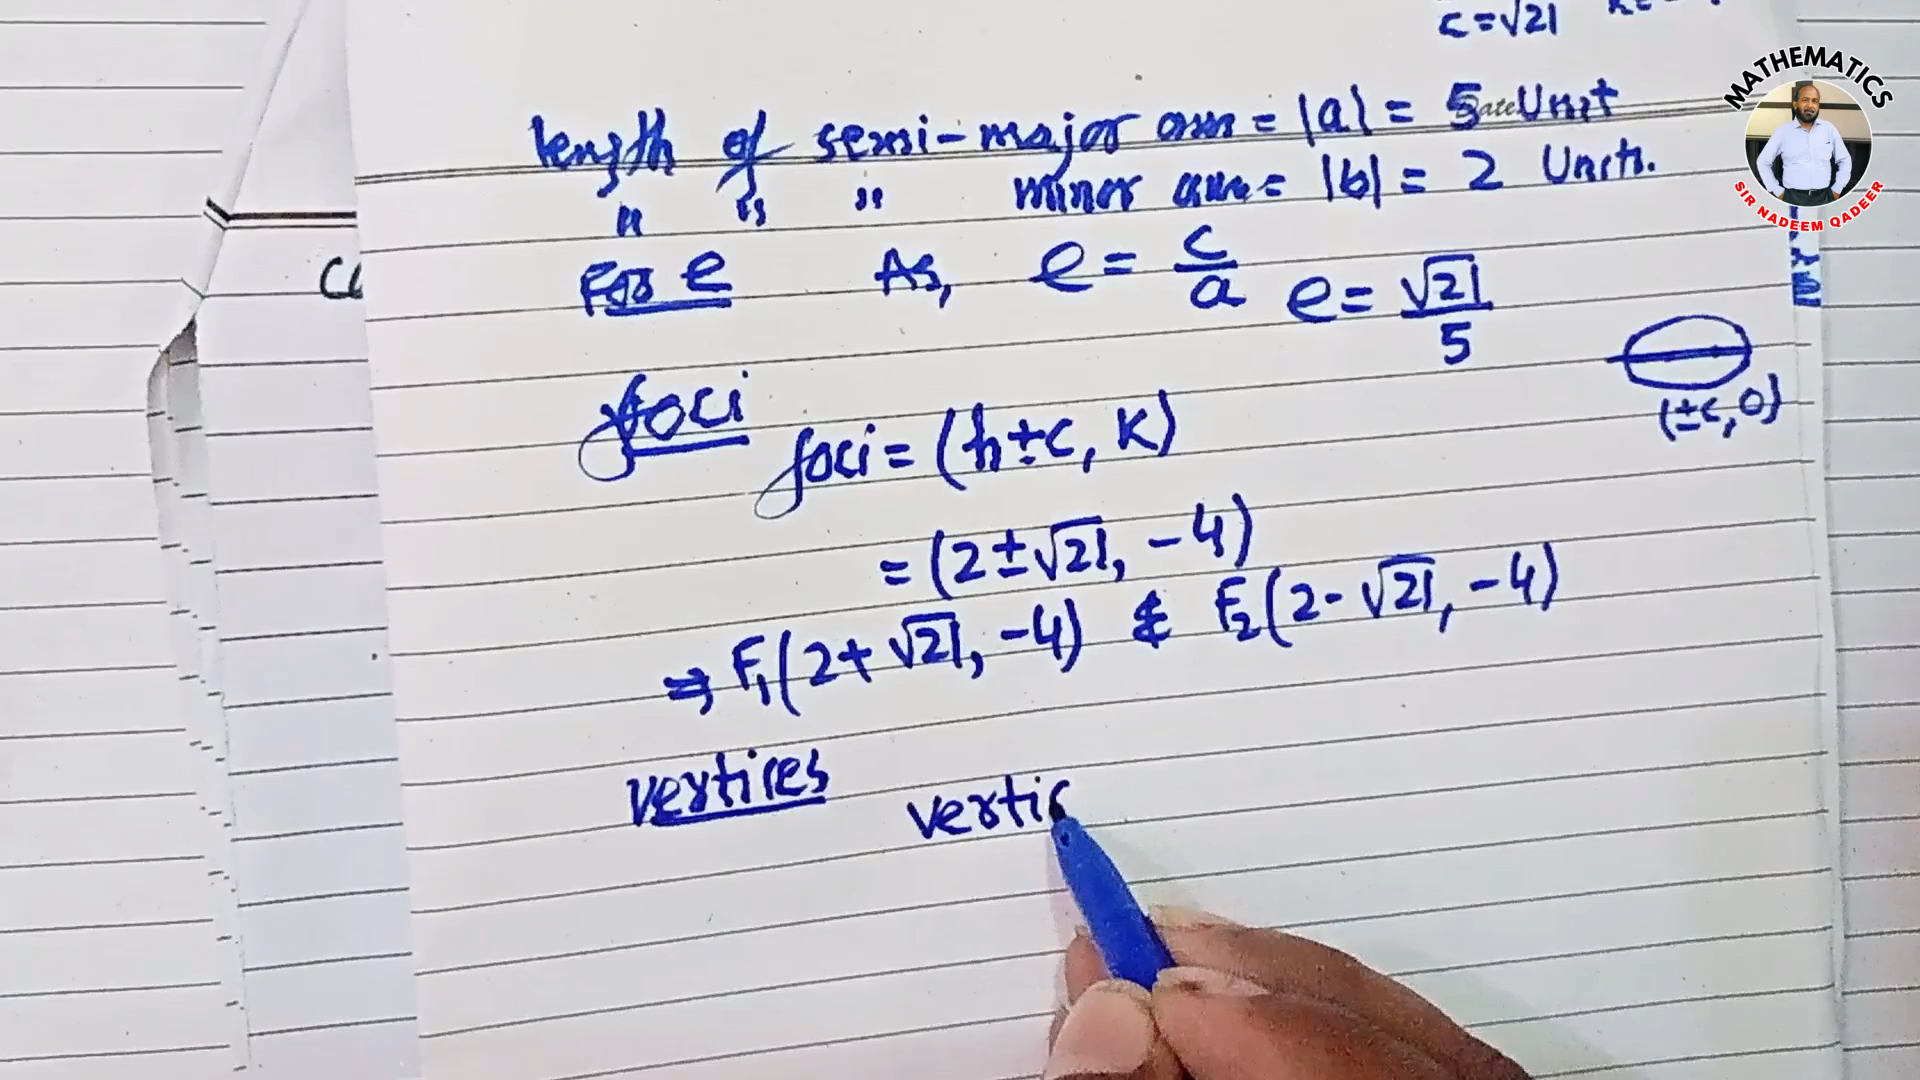 c = √21
MATHEMATICS
SIR NADEEM QADEER
length of semi-major axis = |a| = 5 Unit
" " " minor axis = |b| = 2 Units.
For e As, e = c/a e = √21/5
(±c, 0)
foci
foci = (h±c, K)
= (2±√21, -4)
⇒ F₁(2+√21, -4) & F₂(2-√21, -4)
vertices vertic